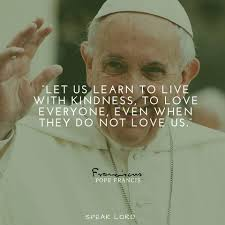 "LET US LEARN TO LIVE
WITH KINDNESS, TO LOVE
EVERYONE, EVEN WHEN
THEY DO NOT LOVE US."
Franciscus
POPE FRANCIS
SPEAK LORD